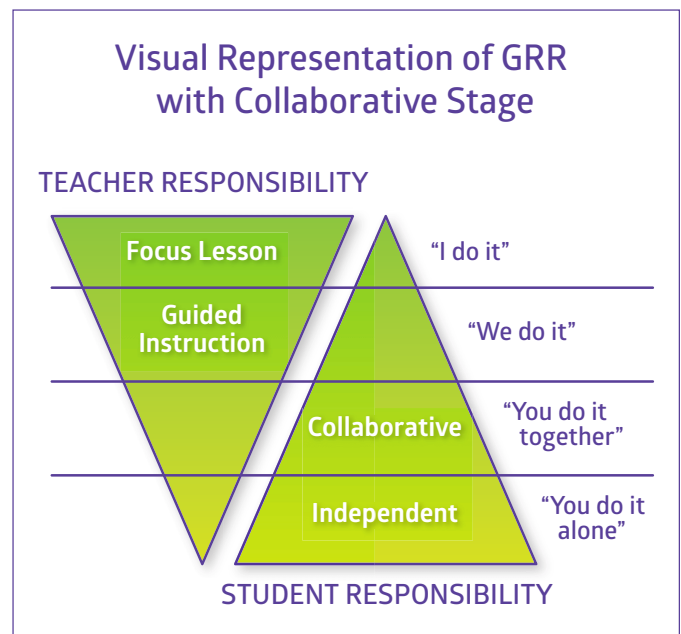 Visual Representation of GRR
with Collaborative Stage
TEACHER RESPONSIBILITY
Focus Lesson
“I do it”
Guided
Instruction
“We do it”
Collaborative
“You do it
together”
Independent
“You do it
alone”
STUDENT RESPONSIBILITY